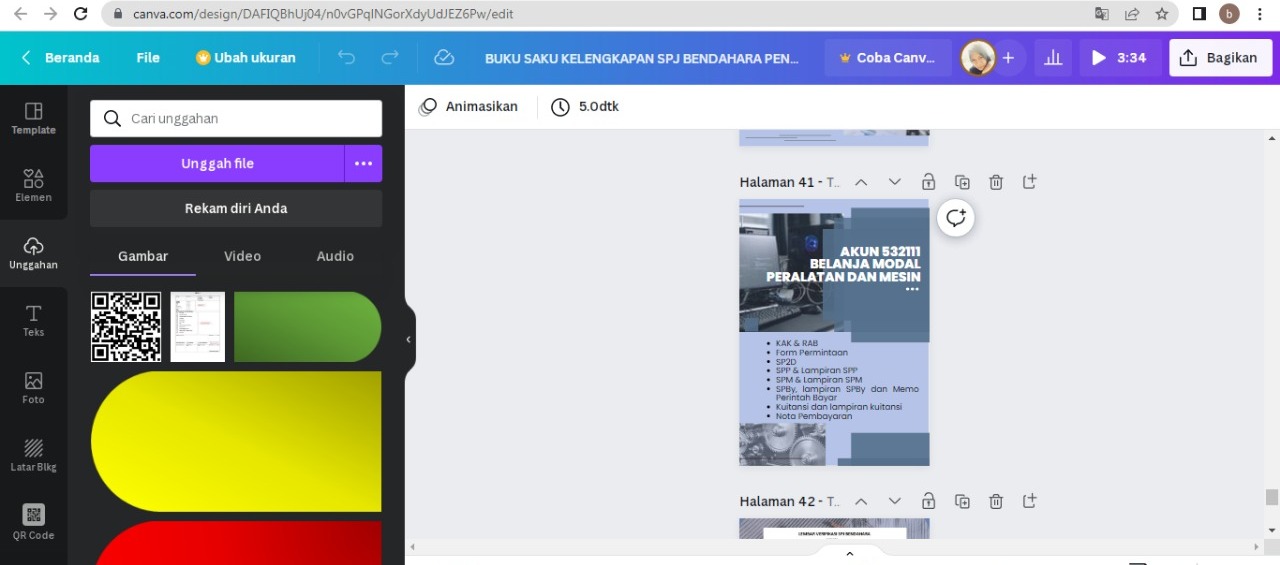 canva.com/design/DAFIQBhUj04/n0vGPqlNGorXdyUdJEZ6Pw/edit
b
Beranda
File
Ubah ukuran
BUKU SAKU KELENGKAPAN SPJ BENDAHARA PEN...
Coba Canv...
3:34
Bagikan
Template
Elemen
Unggahan
Teks
Foto
Latar Blkg
QR Code
Cari unggahan
Unggah file
Rekam diri Anda
Gambar
Video
Audio
Animasikan
5.0dtk
Halaman 41 - T..
AKUN 532111
BELANJA MODAL
PERALATAN DAN MESIN
• KAK & RAB
• Form Permintaan
• SP2D
• SPP & Lampiran SPP
• SPM & Lampiran SPM
• SPBy, lampiran SPBy dan Memo
Perintah Bayar
• Kuitansi dan lampiran kuitansi
• Nota Pembayaran
Halaman 42 - T..
LEMBAR VERIFIKASI SPJ BENDAHARA